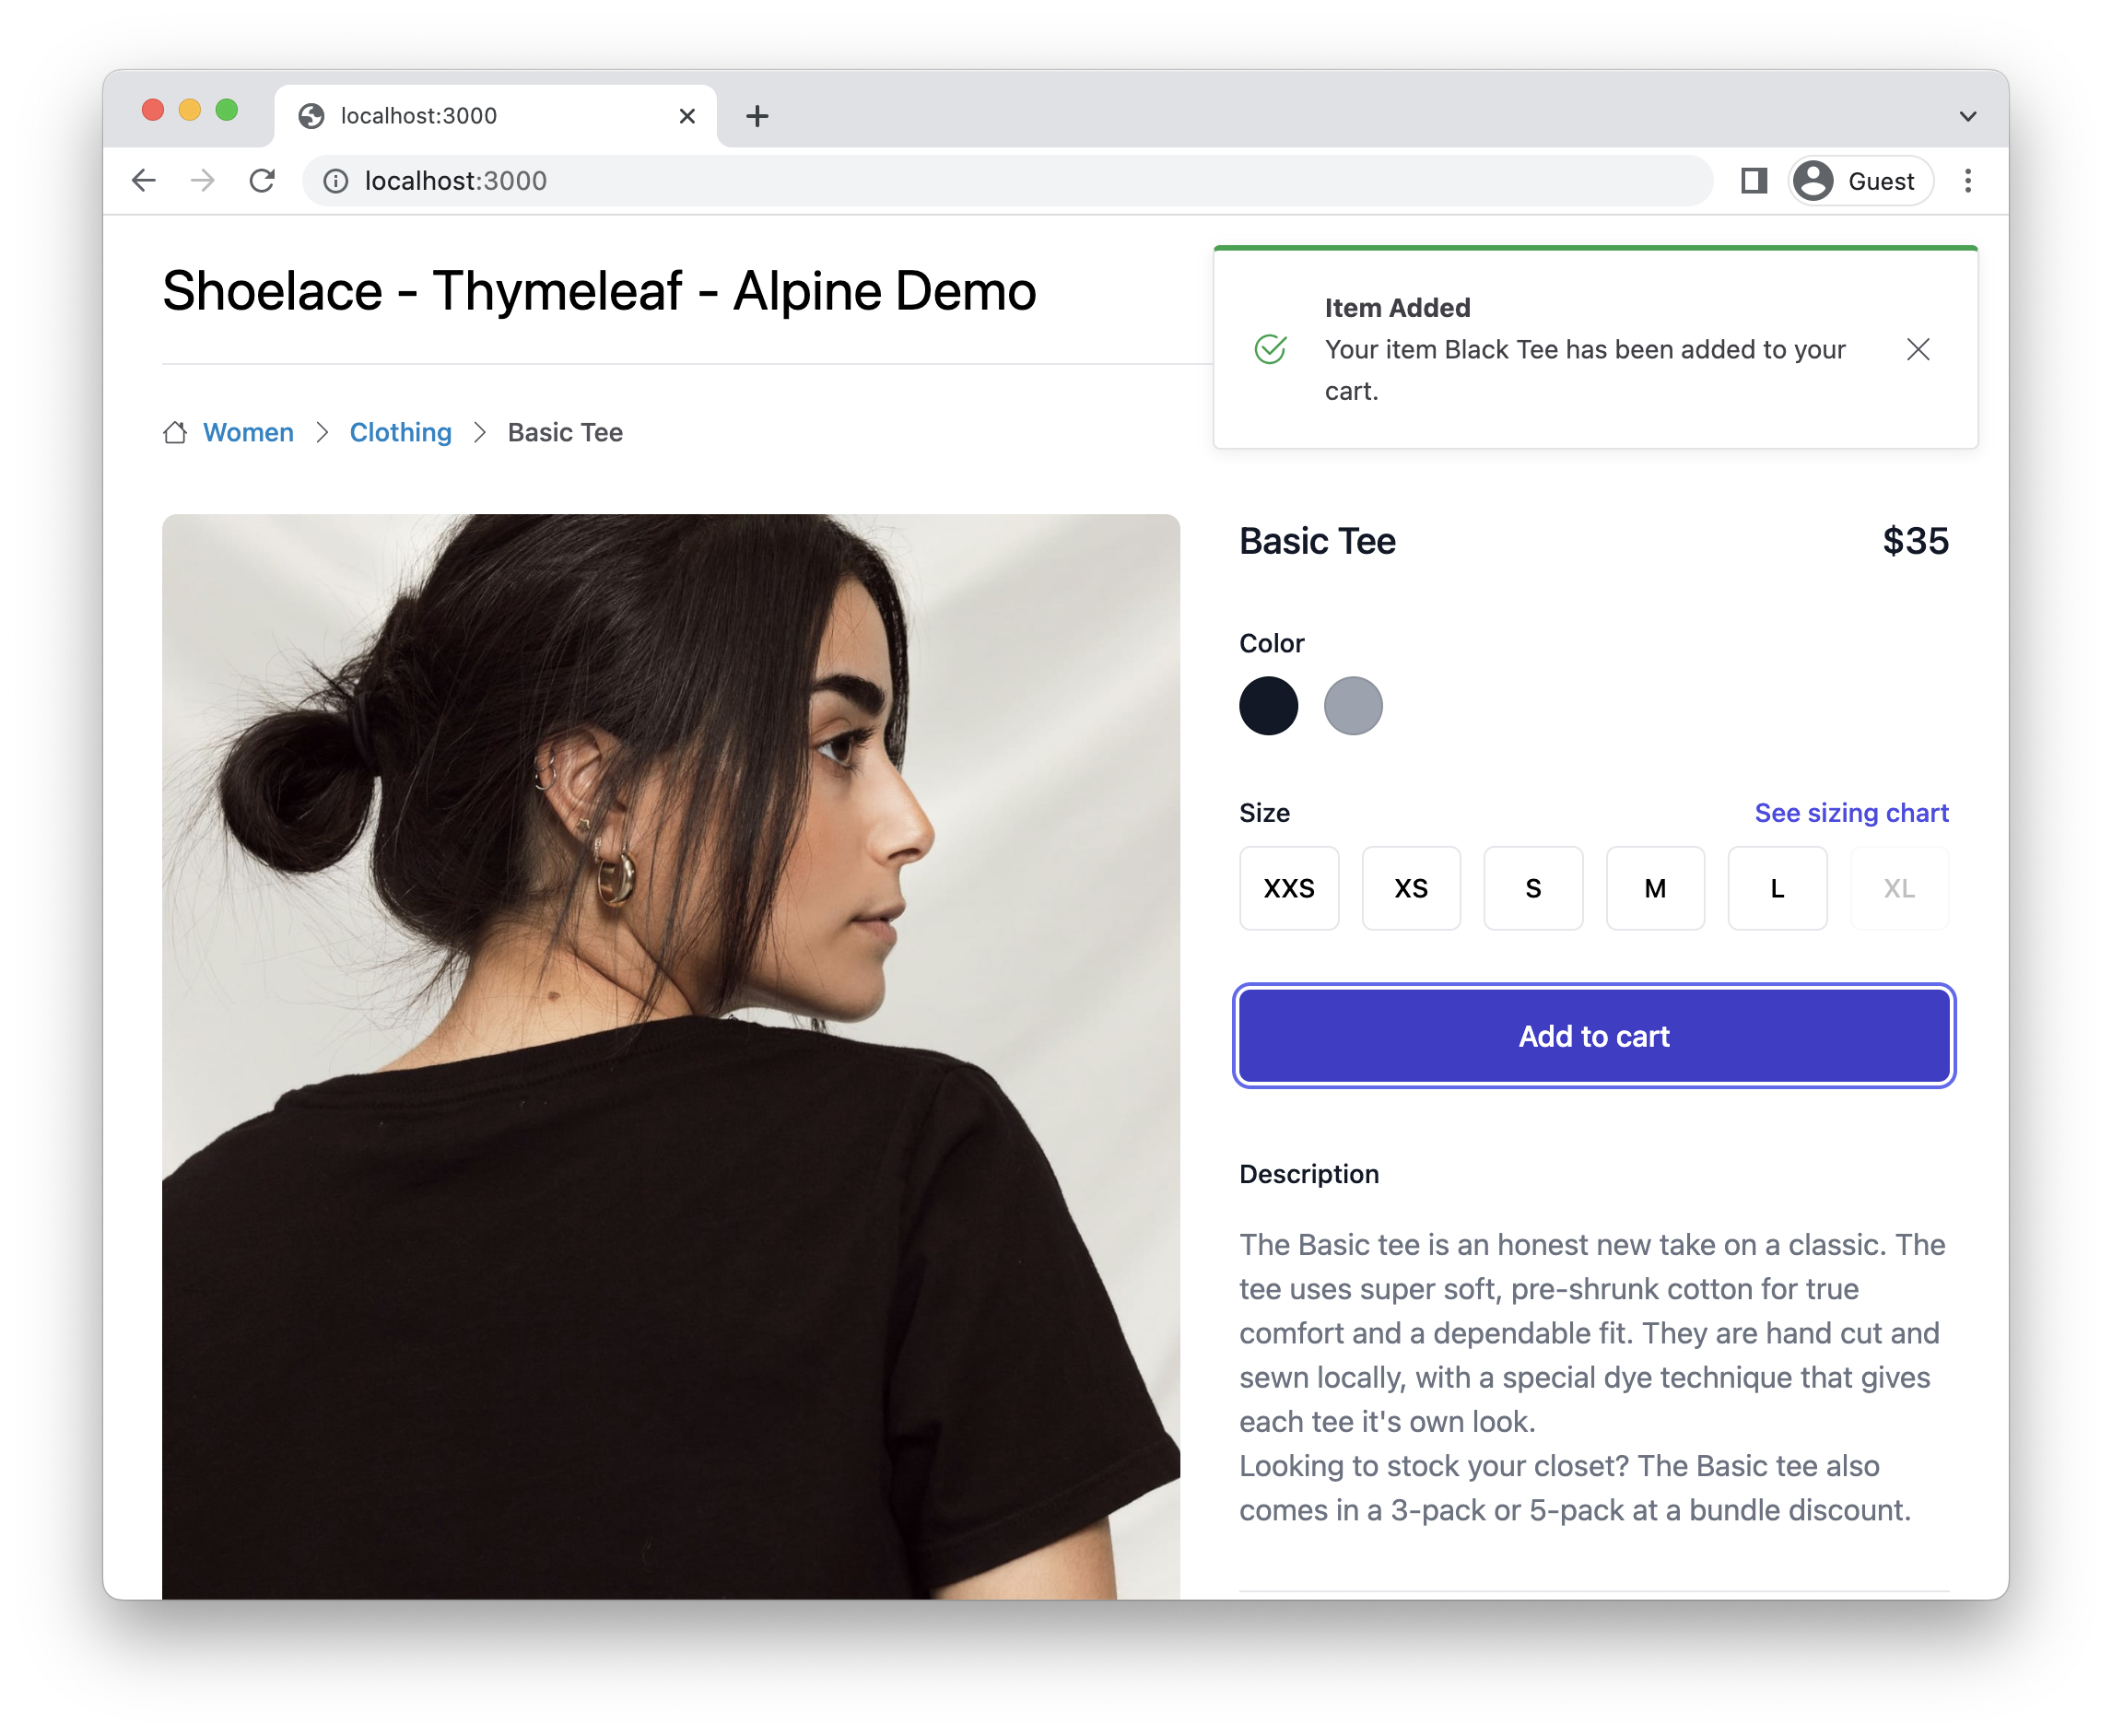 localhost:3000
localhost:3000
Guest
Shoelace - Thymeleaf - Alpine Demo
Item Added
Your item Black Tee has been added to your
cart.
Women
Clothing
Basic Tee
Basic Tee
$35
Color
Size
See sizing chart
XXS
XS
S
M
L
XL
Add to cart
Description
The Basic tee is an honest new take on a classic. The
tee uses super soft, pre-shrunk cotton for true
comfort and a dependable fit. They are hand cut and
sewn locally, with a special dye technique that gives
each tee it's own look.
Looking to stock your closet? The Basic tee also
comes in a 3-pack or 5-pack at a bundle discount.